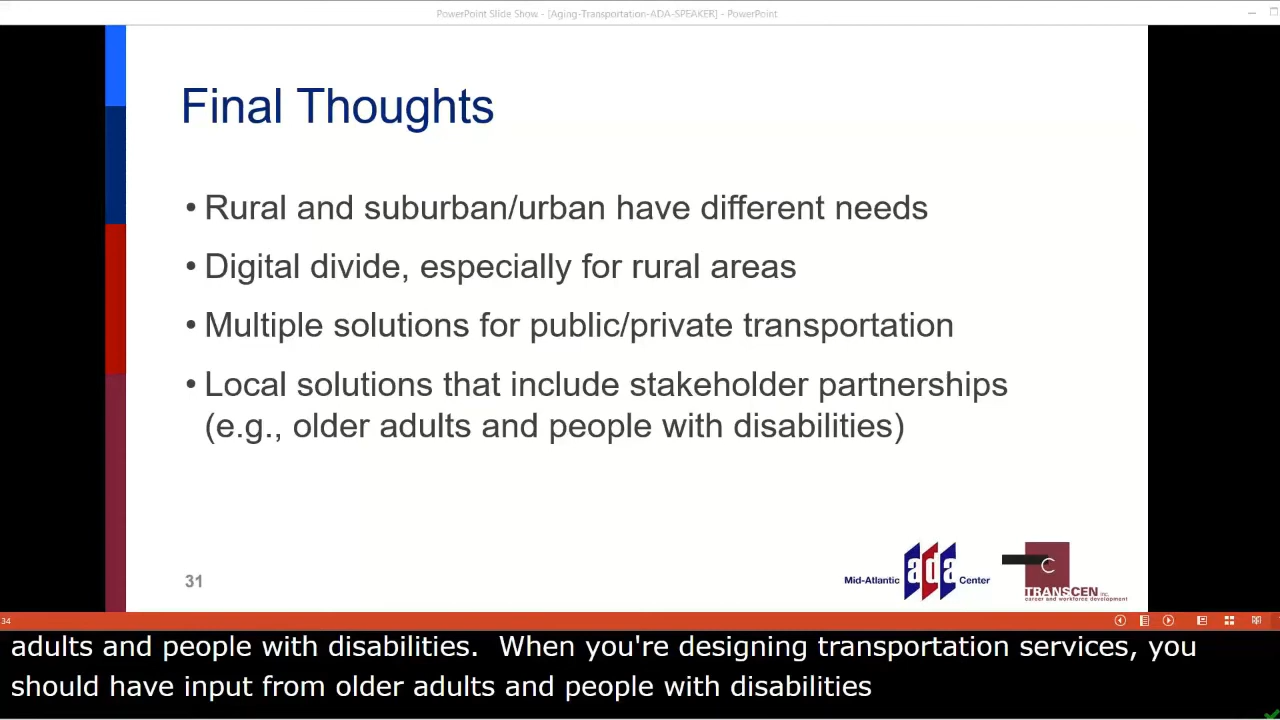 PowerPoint Slide Show - [Aging-Transportation-ADA-SPEAKER] - PowerPoint
Final Thoughts
• Rural and suburban/urban have different needs
• Digital divide, especially for rural areas
• Multiple solutions for public/private transportation
• Local solutions that include stakeholder partnerships
(e.g., older adults and people with disabilities)
31
Mid-Atlantic ada Center
C
TRANSCEN inc.
career and workforce development
34
adults and people with disabilities. When you're designing transportation services, you
should have input from older adults and people with disabilities